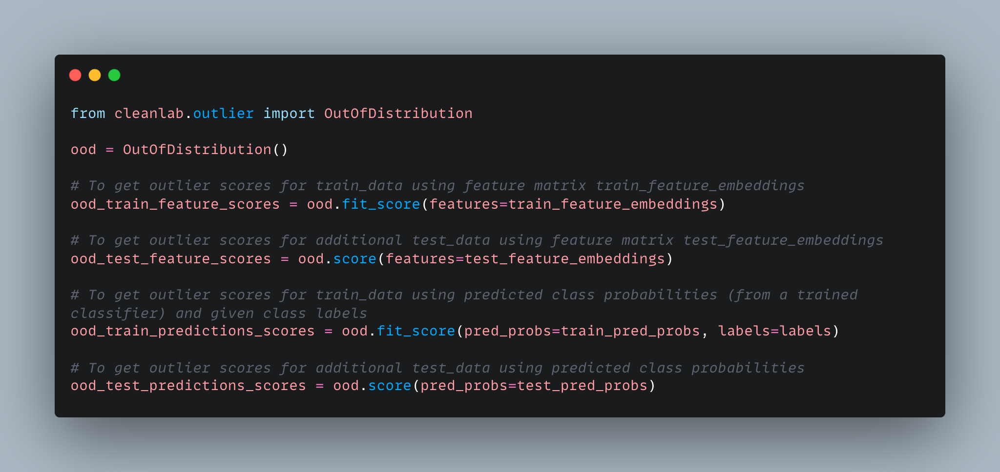 from cleanlab.outlier import OutOfDistribution
ood = OutOfDistribution()
# To get outlier scores for train_data using feature matrix train_feature_embeddings
ood_train_feature_scores = ood.fit_score(features=train_feature_embeddings)
# To get outlier scores for additional test_data using feature matrix test_feature_embeddings
ood_test_feature_scores = ood.score(features=test_feature_embeddings)
# To get outlier scores for train_data using predicted class probabilities (from a trained
classifier) and given class labels
ood_train_predictions_scores = ood.fit_score(pred_probs=train_pred_probs, labels=labels)
# To get outlier scores for additional test_data using predicted class probabilities
ood_test_predictions_scores = ood.score(pred_probs=test_pred_probs)